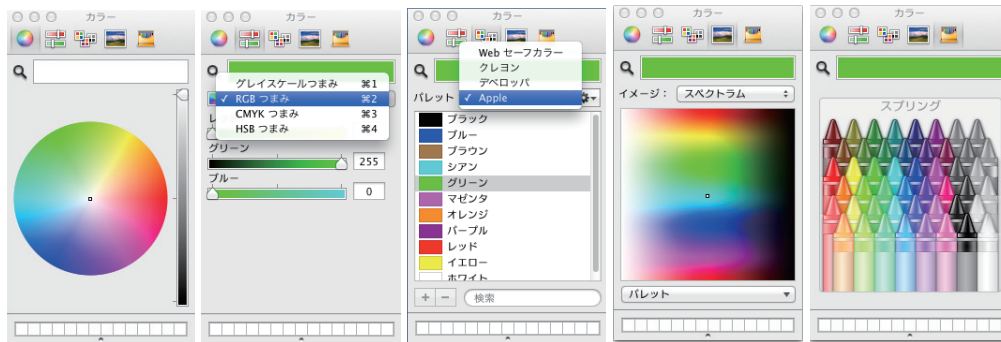 カラー
カラー
グレイスケールつまみ ⌘1
✓ RGB つまみ ⌘2
CMYK つまみ ⌘3
HSB つまみ ⌘4
グリーン
255
ブルー
0
Web セーフカラー
クレヨン
デベロッパ
✓ Apple
パレット
ブラック
ブルー
ブラウン
シアン
グリーン
マゼンタ
オレンジ
パープル
レッド
イエロー
ホワイト
+ −
検索
カラー
イメージ： スペクトラム
パレット
カラー
スプリング